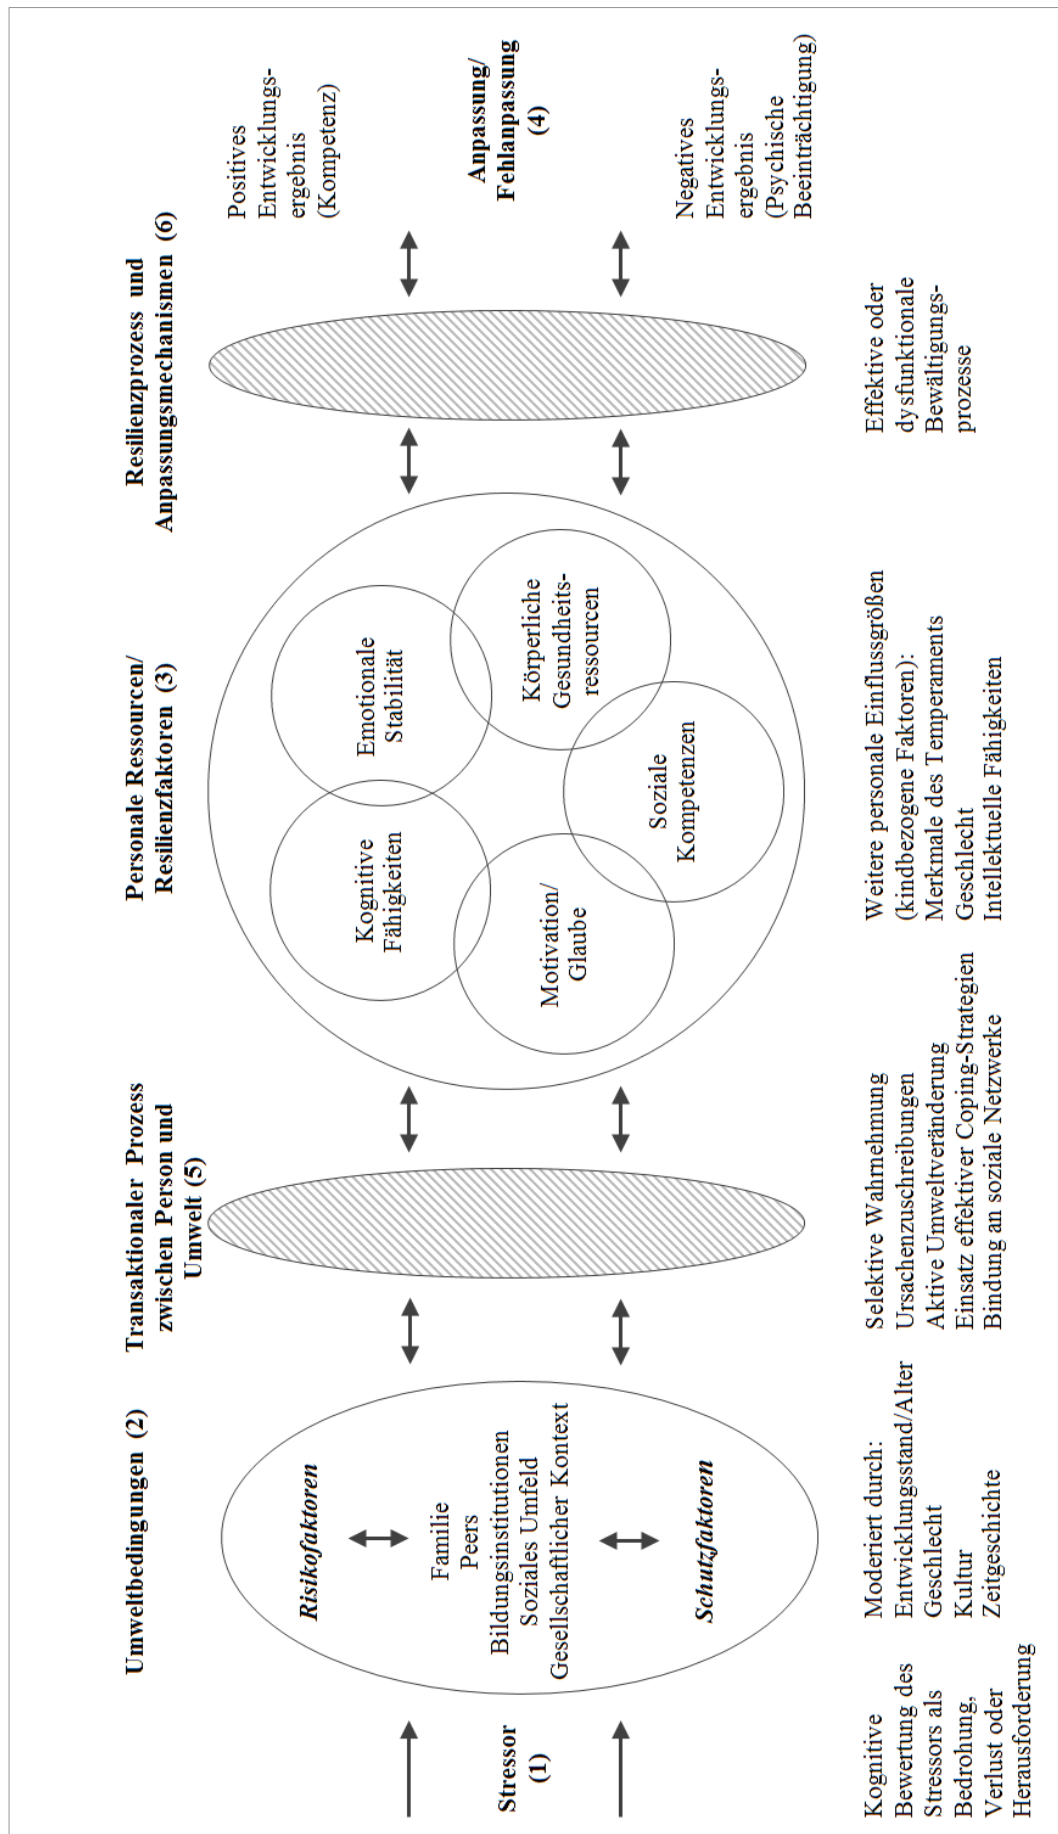 Umweltbedingungen (2)
Transaktionaler Prozess
zwischen Person und
Umwelt (5)
Personale Ressourcen/
Resilienzfaktoren (3)
Resilienzprozess und
Anpassungsmechanismen (6)
Stressor
(1)
Risikofaktoren
Familie
Peers
Bildungsinstitutionen
Soziales Umfeld
Gesellschaftlicher Kontext
Schutzfaktoren
Kognitive
Fähigkeiten
Emotionale
Stabilität
Motivation/
Glaube
Körperliche
Gesundheits-
ressourcen
Soziale
Kompetenzen
Positives
Entwicklungs-
ergebnis
(Kompetenz)
Anpassung/
Fehlanpassung
(4)
Negatives
Entwicklungs-
ergebnis
(Psychische
Beeinträchtigung)
Kognitive
Bewertung des
Stressors als
Bedrohung,
Verlust oder
Herausforderung
Moderiert durch:
Entwicklungsstand/Alter
Geschlecht
Kultur
Zeitgeschichte
Selektive Wahrnehmung
Ursachenzuschreibungen
Aktive Umweltveränderung
Einsatz effektiver Coping-Strategien
Bindung an soziale Netzwerke
Weitere personale Einflussgrößen
(kindbezogene Faktoren):
Merkmale des Temperaments
Geschlecht
Intellektuelle Fähigkeiten
Effektive oder
dysfunktionale
Bewältigungs-
prozesse